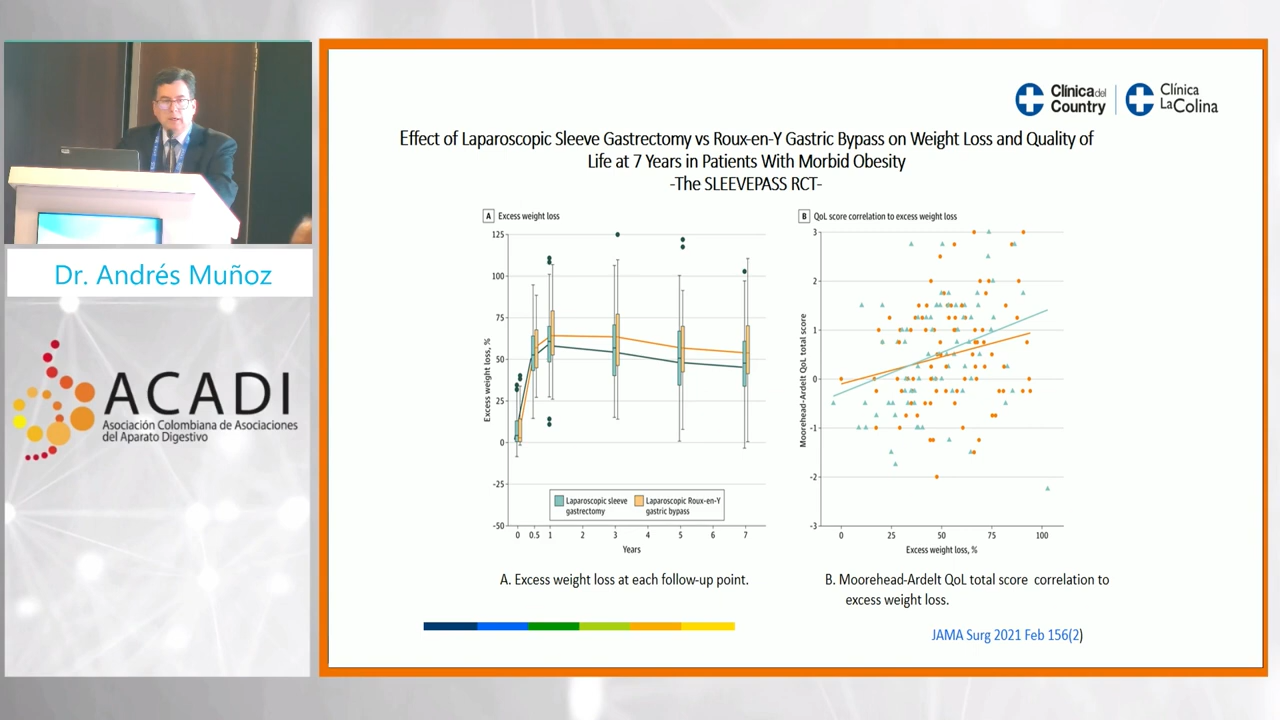 Clínica del Country
Clínica La Colina
Effect of Laparoscopic Sleeve Gastrectomy vs Roux-en-Y Gastric Bypass on Weight Loss and Quality of
Life at 7 Years in Patients With Morbid Obesity
-The SLEEVEPASS RCT-
A Excess weight loss
125
100
75
50
25
0
-25
-50
Excess weight loss, %
Laparoscopic sleeve gastrectomy
Laparoscopic Roux-en-Y gastric bypass
0 0.5 1 2 3 4 5 6 7
Years
A. Excess weight loss at each follow-up point.
B QoL score correlation to excess weight loss
3
2
1
0
-1
-2
-3
Moorehead-Ardelt QoL total score
0 25 50 75 100
Excess weight loss, %
B. Moorehead-Ardelt QoL total score correlation to
excess weight loss.
JAMA Surg 2021 Feb 156(2)
Dr. Andrés Muñoz
ACADI
Asociación Colombiana de Asociaciones
del Aparato Digestivo